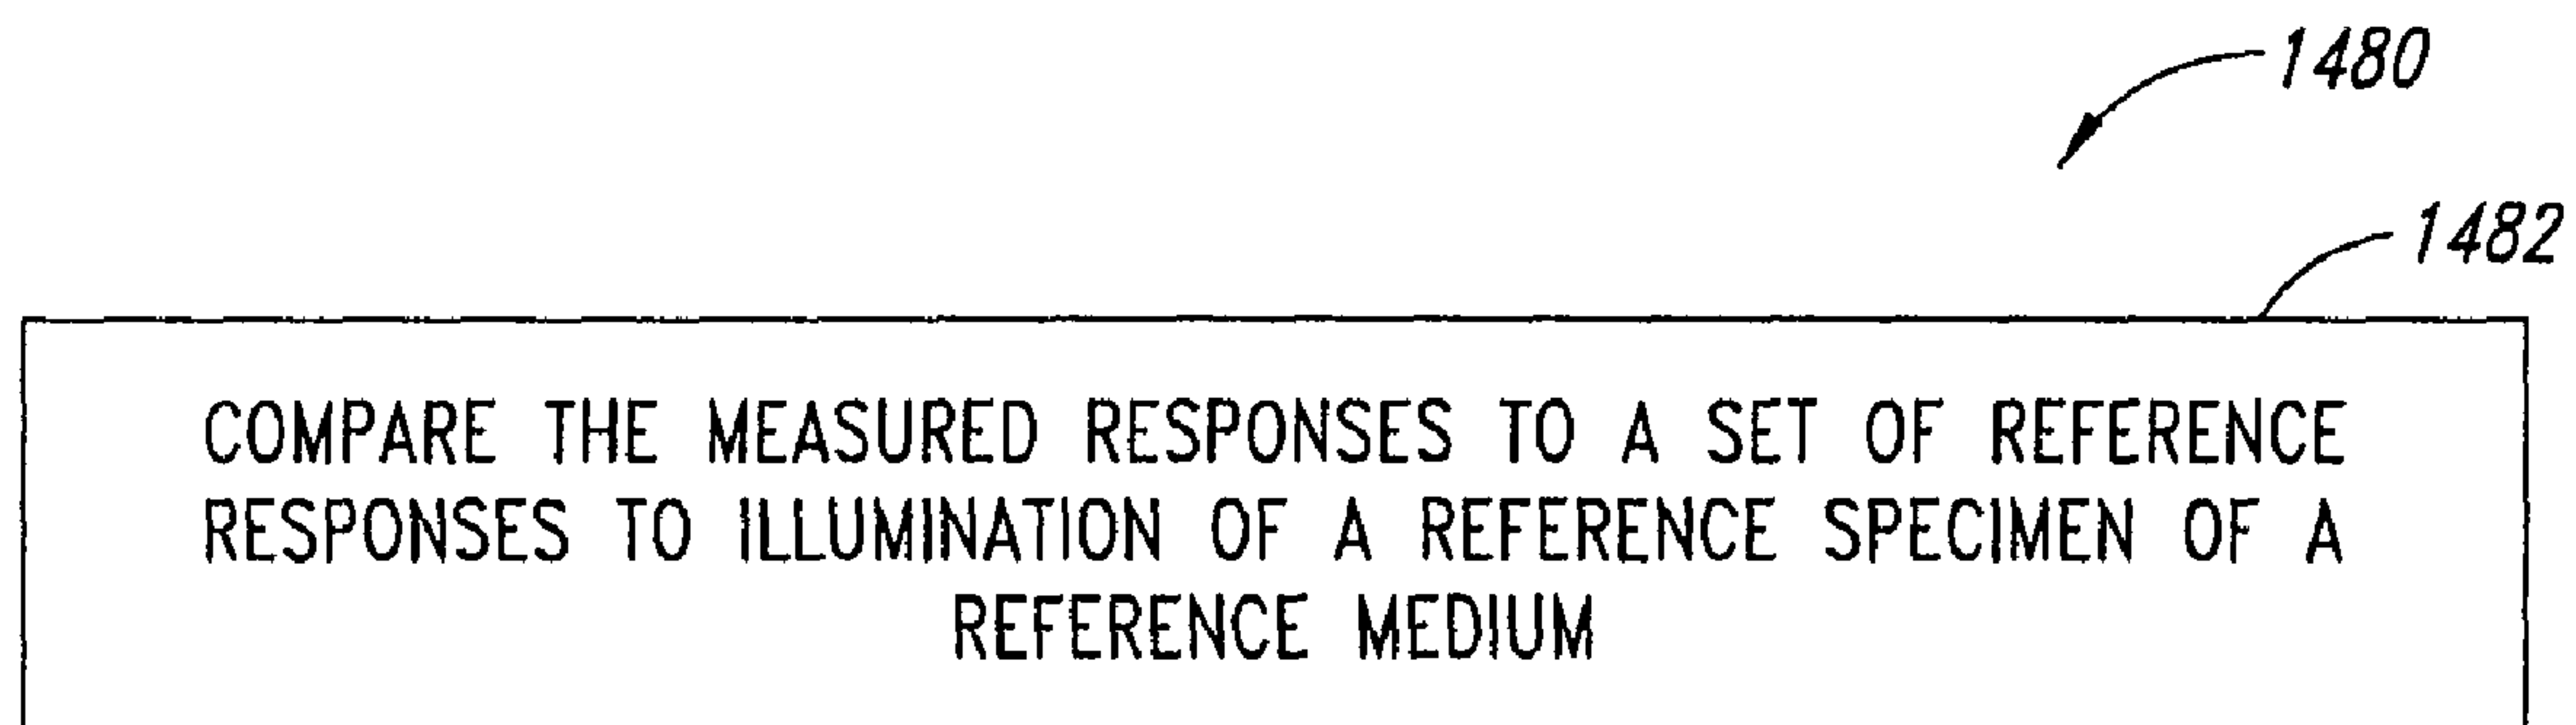 1480
1482
COMPARE THE MEASURED RESPONSES TO A SET OF REFERENCE
RESPONSES TO ILLUMINATION OF A REFERENCE SPECIMEN OF A
REFERENCE MEDIUM